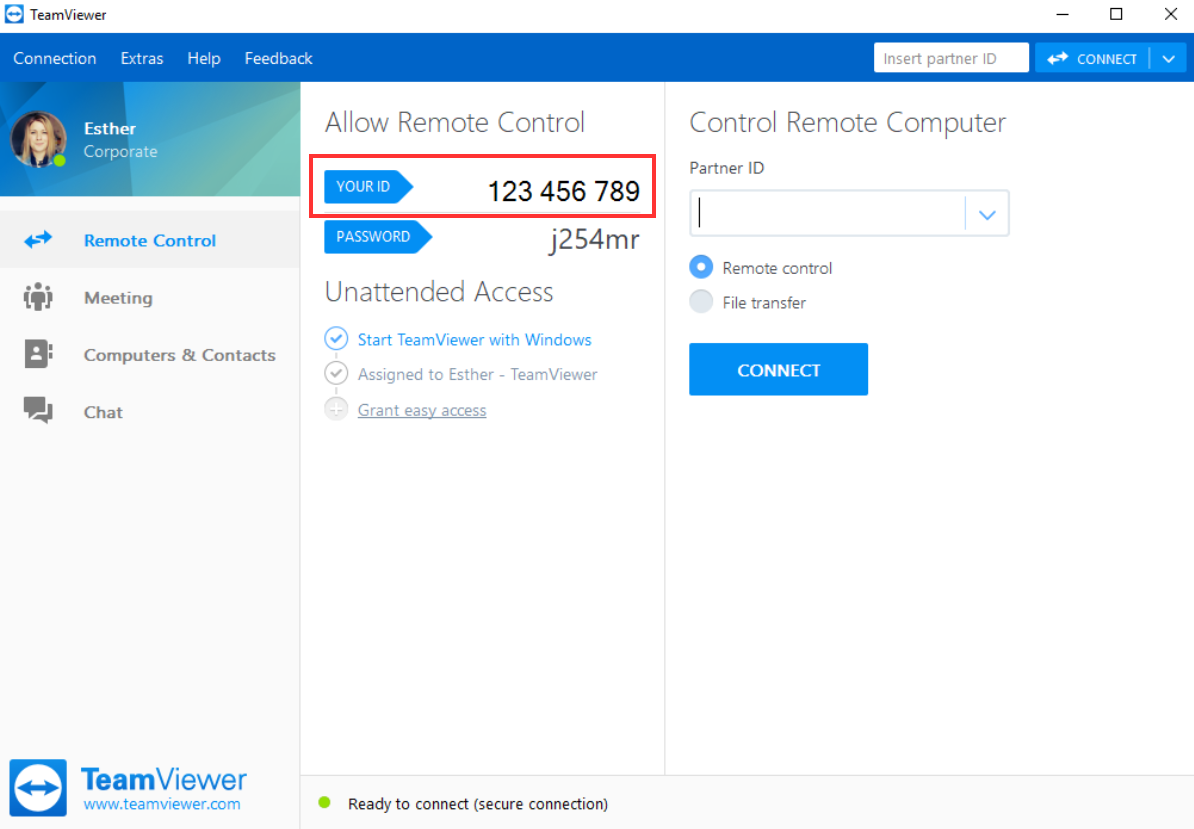 TeamViewer
Connection Extras Help Feedback
Insert partner ID
CONNECT
Esther
Corporate
Remote Control
Meeting
Computers & Contacts
Chat
TeamViewer
www.teamviewer.com
Allow Remote Control
YOUR ID 123 456 789
PASSWORD j254mr
Unattended Access
Start TeamViewer with Windows
Assigned to Esther - TeamViewer
Grant easy access
Control Remote Computer
Partner ID
Remote control
File transfer
CONNECT
Ready to connect (secure connection)